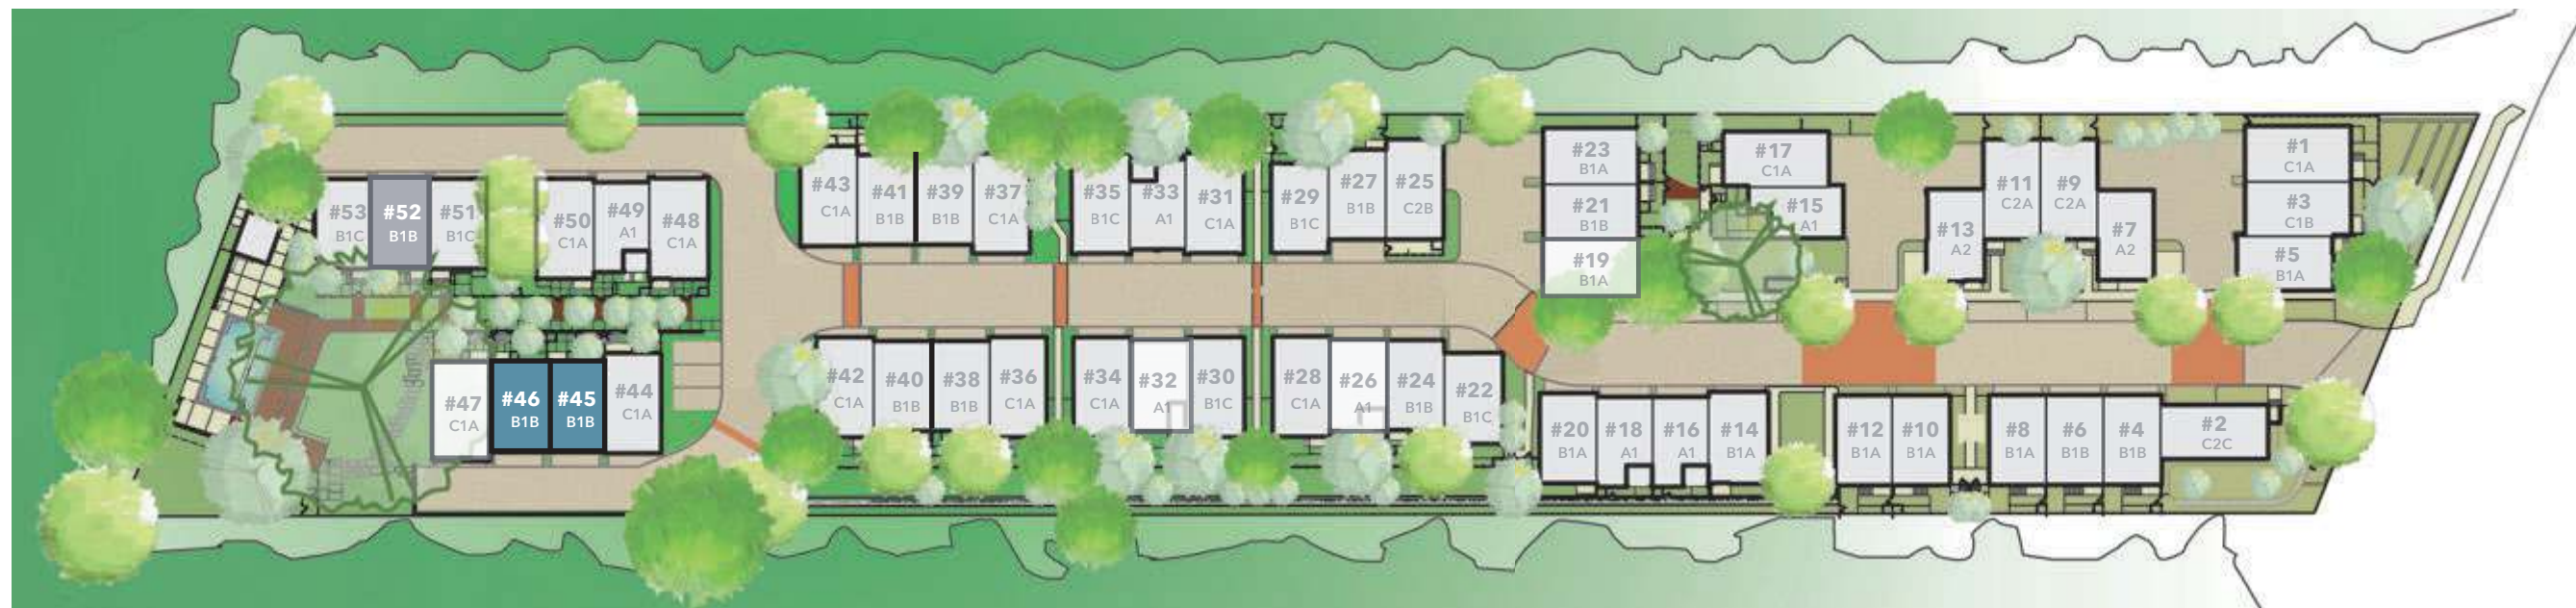 #53
B1C
#52
B1B
#51
B1C
#50
C1A
#49
A1
#48
C1A
#43
C1A
#41
B1B
#39
B1B
#37
C1A
#35
B1C
#33
A1
#31
C1A
#29
B1C
#27
B1B
#25
C2B
#23
B1A
#21
B1B
#19
B1A
#17
C1A
#15
A1
#13
A2
#11
C2A
#9
C2A
#7
A2
#1
C1A
#3
C1B
#5
B1A
#47
C1A
#46
B1B
#45
B1B
#44
C1A
#42
C1A
#40
B1B
#38
B1B
#36
C1A
#34
C1A
#32
A1
#30
B1C
#28
C1A
#26
A1
#24
B1B
#22
B1C
#20
B1A
#18
A1
#16
A1
#14
B1A
#12
B1A
#10
B1A
#8
B1A
#6
B1B
#4
B1B
#2
C2C